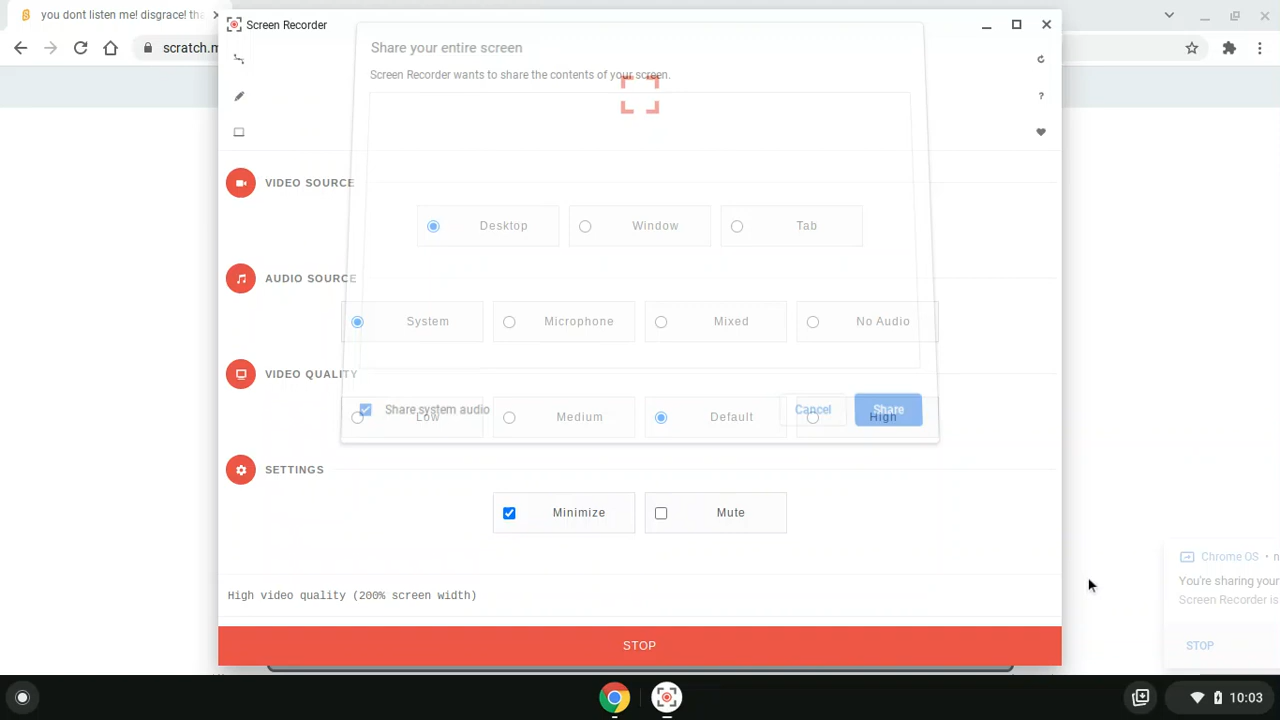 you dont listen me! disgrace! tha
Screen Recorder
scratch.m
Share your entire screen
Screen Recorder wants to share the contents of your screen.
?
VIDEO SOURCE
Desktop
Window
Tab
AUDIO SOURCE
System
Microphone
Mixed
No Audio
VIDEO QUALITY
Share system audio
Cancel
Share
Low
Medium
Default
High
SETTINGS
Minimize
Mute
High video quality (200% screen width)
STOP
Chrome OS • n
You're sharing your
Screen Recorder is
STOP
10:03